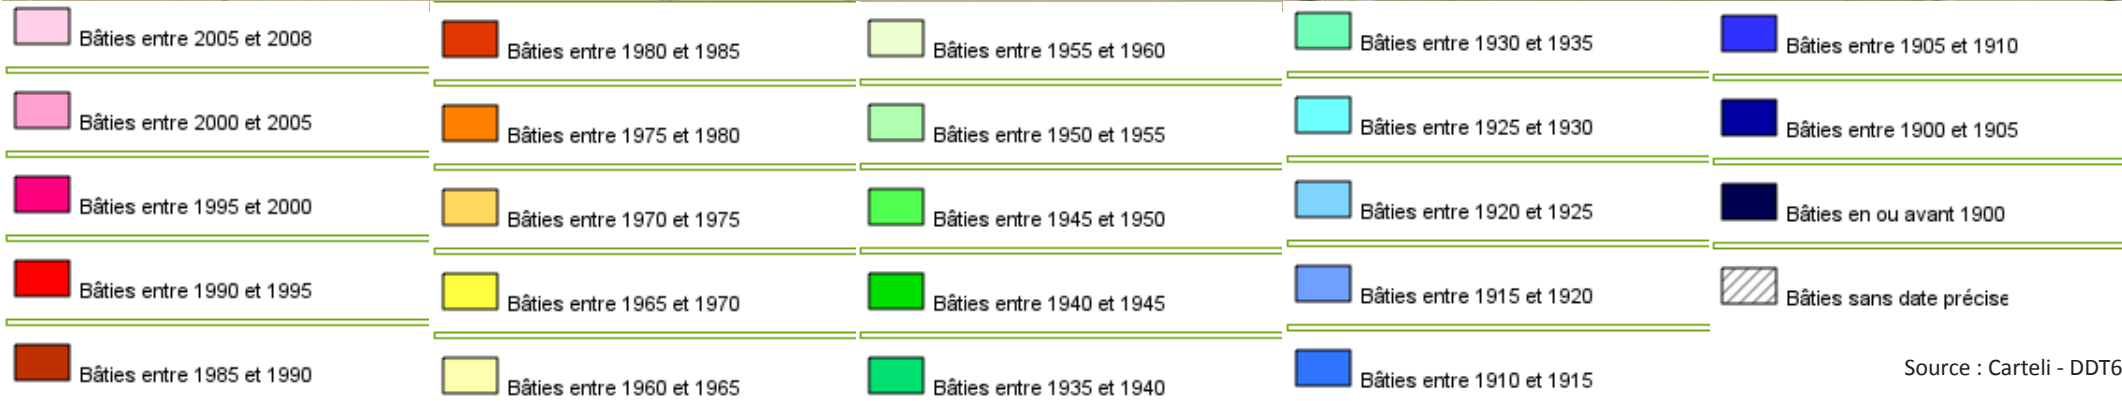 Bâties entre 2005 et 2008
Bâties entre 2000 et 2005
Bâties entre 1995 et 2000
Bâties entre 1990 et 1995
Bâties entre 1985 et 1990
Bâties entre 1980 et 1985
Bâties entre 1975 et 1980
Bâties entre 1970 et 1975
Bâties entre 1965 et 1970
Bâties entre 1960 et 1965
Bâties entre 1955 et 1960
Bâties entre 1950 et 1955
Bâties entre 1945 et 1950
Bâties entre 1940 et 1945
Bâties entre 1935 et 1940
Bâties entre 1930 et 1935
Bâties entre 1925 et 1930
Bâties entre 1920 et 1925
Bâties entre 1915 et 1920
Bâties entre 1910 et 1915
Bâties entre 1905 et 1910
Bâties entre 1900 et 1905
Bâties en ou avant 1900
Bâties sans date précise
Source : Carteli - DDT6